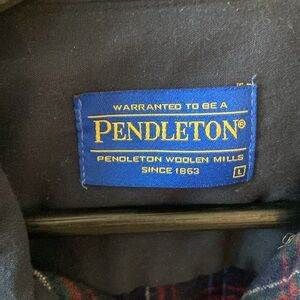 WARRANTED TO BE A
PENDLETON®
PENDLETON WOOLEN MILLS
SINCE 1863
L